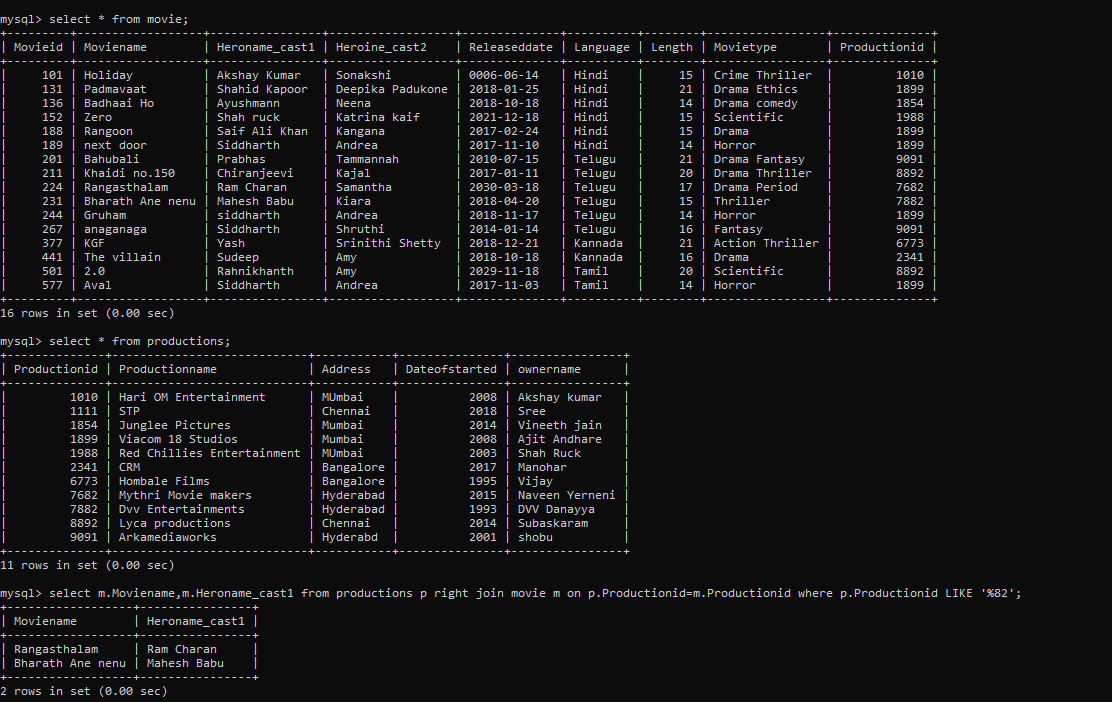 mysql> select * from movie;
+---------+------------------+---------------+------------------+--------------+----------+--------+-----------------+--------------+
| Movieid | Moviename        | Heroname_cast1 | Heroine_cast2    | Releaseddate | Language | Length | Movietype       | Productionid |
+---------+------------------+---------------+------------------+--------------+----------+--------+-----------------+--------------+
|     101 | Holiday          | Akshay Kumar   | Sonakshi         | 0006-06-14   | Hindi    |     15 | Crime Thriller  |         1010 |
|     131 | Padmavaat        | Shahid Kapoor  | Deepika Padukone | 2018-01-25   | Hindi    |     21 | Drama Ethics    |         1899 |
|     136 | Badhaai Ho       | Ayushmann      | Neena            | 2018-10-18   | Hindi    |     14 | Drama comedy    |         1854 |
|     152 | Zero             | Shah ruck      | Katrina kaif     | 2021-12-18   | Hindi    |     15 | Scientific      |         1988 |
|     188 | Rangoon          | Saif Ali Khan  | Kangana          | 2017-02-24   | Hindi    |     15 | Drama           |         1899 |
|     189 | next door        | Siddharth      | Andrea           | 2017-11-10   | Hindi    |     14 | Horror          |         1899 |
|     201 | Bahubali         | Prabhas        | Tammannah        | 2010-07-15   | Telugu   |     21 | Drama Fantasy   |         9091 |
|     211 | Khaidi no.150    | Chiranjeevi    | Kajal            | 2017-01-11   | Telugu   |     20 | Drama Thriller  |         8892 |
|     224 | Rangasthalam     | Ram Charan     | Samantha         | 2030-03-18   | Telugu   |     17 | Drama Period    |         7682 |
|     231 | Bharath Ane nenu | Mahesh Babu    | Kiara            | 2018-04-20   | Telugu   |     15 | Thriller        |         7882 |
|     244 | Gruham           | siddharth      | Andrea           | 2018-11-17   | Telugu   |     14 | Horror          |         1899 |
|     267 | anaganaga        | Siddharth      | Shruthi          | 2014-01-14   | Telugu   |     16 | Fantasy         |         9091 |
|     377 | KGF              | Yash           | Srinithi Shetty  | 2018-12-21   | Kannada  |     21 | Action Thriller |         6773 |
|     441 | The villain      | Sudeep         | Amy              | 2018-10-18   | Kannada  |     16 | Drama           |         2341 |
|     501 | 2.0              | Rahnikhanth    | Amy              | 2029-11-18   | Tamil    |     20 | Scientific      |         8892 |
|     577 | Aval             | Siddharth      | Andrea           | 2017-11-03   | Tamil    |     14 | Horror          |         1899 |
+---------+------------------+---------------+------------------+--------------+----------+--------+-----------------+--------------+
16 rows in set (0.00 sec)
mysql> select * from productions;
+--------------+----------------------------+-----------+---------------+----------------+
| Productionid | Productionname             | Address   | Dateofstarted | ownername      |
+--------------+----------------------------+-----------+---------------+----------------+
|         1010 | Hari OM Entertainment      | MUmbai    |          2008 | Akshay kumar   |
|         1111 | STP                        | Chennai   |          2018 | Sree           |
|         1854 | Junglee Pictures           | Mumbai    |          2014 | Vineeth jain   |
|         1899 | Viacom 18 Studios          | Mumbai    |          2008 | Ajit Andhare   |
|         1988 | Red Chillies Entertainment | MUmbai    |          2003 | Shah Ruck      |
|         2341 | CRM                        | Bangalore |          2017 | Manohar        |
|         6773 | Hombale Films              | Bangalore |          1995 | Vijay          |
|         7682 | Mythri Movie makers        | Hyderabad |          2015 | Naveen Yerneni |
|         7882 | Dvv Entertainments         | Hyderabad |          1993 | DVV Danayya    |
|         8892 | Lyca productions           | Chennai   |          2014 | Subaskaram     |
|         9091 | Arkamediaworks             | Hyderabd  |          2001 | shobu          |
+--------------+----------------------------+-----------+---------------+----------------+
11 rows in set (0.00 sec)
mysql> select m.Moviename,m.Heroname_cast1 from productions p right join movie m on p.Productionid=m.Productionid where p.Productionid LIKE '%82';
+------------------+----------------+
| Moviename        | Heroname_cast1 |
+------------------+----------------+
| Rangasthalam     | Ram Charan     |
| Bharath Ane nenu | Mahesh Babu    |
+------------------+----------------+
2 rows in set (0.00 sec)